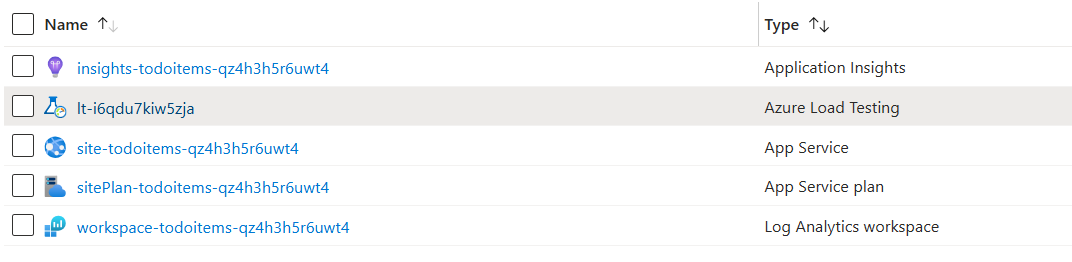 Name ↑↓ Type ↑↓
insights-todoitems-qz4h3h5r6uwt4 Application Insights
lt-i6qdu7kiw5zja Azure Load Testing
site-todoitems-qz4h3h5r6uwt4 App Service
sitePlan-todoitems-qz4h3h5r6uwt4 App Service plan
workspace-todoitems-qz4h3h5r6uwt4 Log Analytics workspace